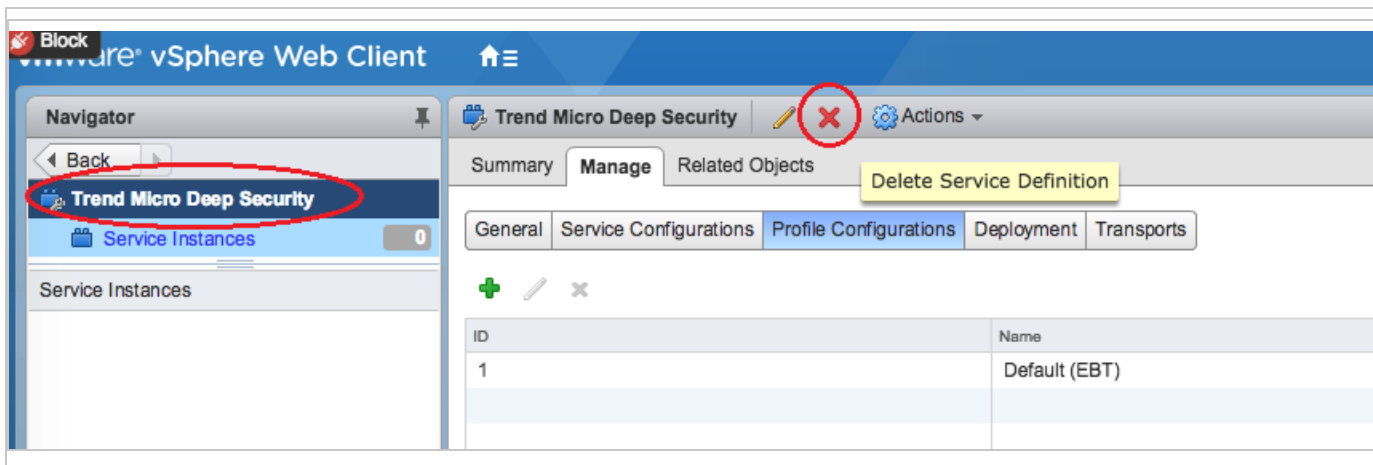 Block
vmware® vSphere Web Client
Navigator
Back
Trend Micro Deep Security
Service Instances 0
Service Instances
Trend Micro Deep Security Actions
Summary Manage Related Objects
Delete Service Definition
General Service Configurations Profile Configurations Deployment Transports
ID Name
1 Default (EBT)